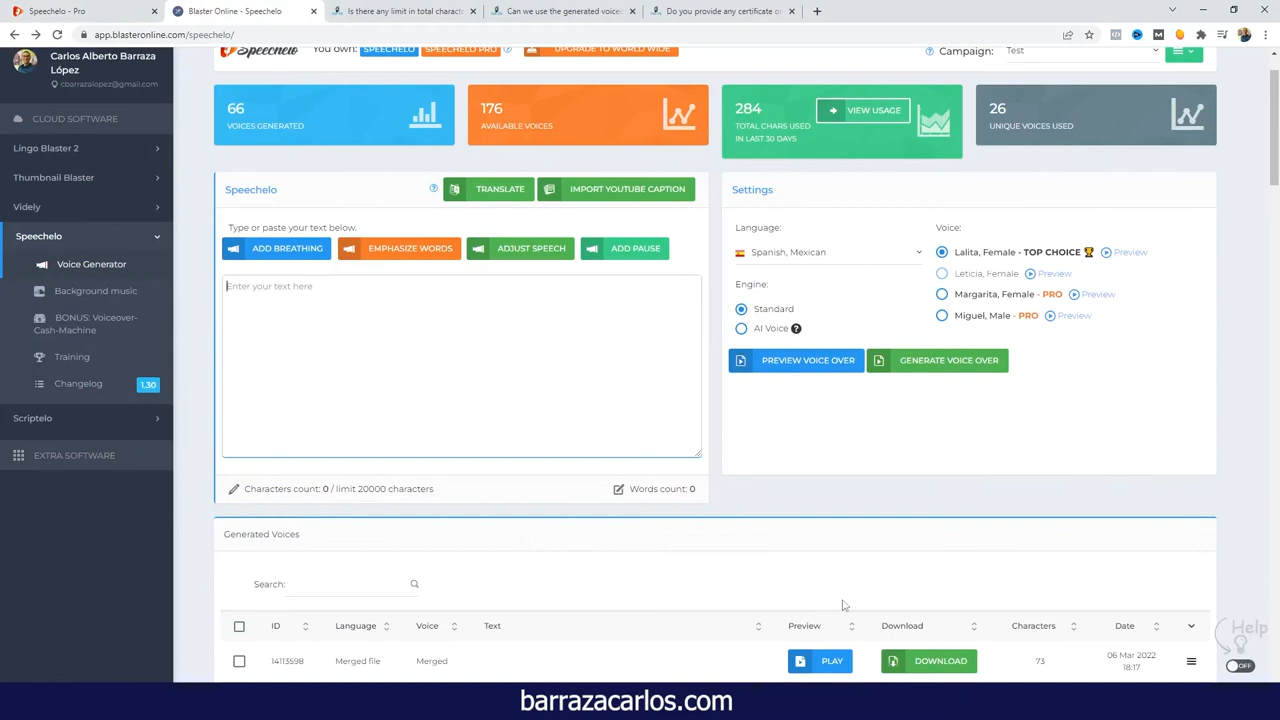 Speechelo - Pro
Blaster Online - Speechelo
Is there any limit in total charact
Can we use the generated voice
Do you provide any certificate or
app.blasteronline.com/speechelo/
Carlos Alberto Barraza
López
cbarrazalopez@gmail.com
CLOUD SOFTWARE
Lingo Blaster 2
Thumbnail Blaster
Videly
Speechelo
Voice Generator
Background music
BONUS: Voiceover-
Cash-Machine
Training
Changelog
1.30
Scriptelo
EXTRA SOFTWARE
Speechelo
You own:
SPEECHELO
SPEECHELO PRO
UPGRADE TO WORLD WIDE
Campaign:
Test
66
VOICES GENERATED
176
AVAILABLE VOICES
284
TOTAL CHARS USED
IN LAST 30 DAYS
VIEW USAGE
26
UNIQUE VOICES USED
Speechelo
TRANSLATE
IMPORT YOUTUBE CAPTION
Type or paste your text below.
ADD BREATHING
EMPHASIZE WORDS
ADJUST SPEECH
ADD PAUSE
Enter your text here
Characters count: 0 / limit 20000 characters
Words count: 0
Settings
Language:
Spanish, Mexican
Engine:
Standard
AI Voice
Voice:
Lalita, Female - TOP CHOICE
Preview
Leticia, Female
Preview
Margarita, Female - PRO
Preview
Miguel, Male - PRO
Preview
PREVIEW VOICE OVER
GENERATE VOICE OVER
Generated Voices
Search:
ID
Language
Voice
Text
Preview
Download
Characters
Date
14113598
Merged file
Merged
PLAY
DOWNLOAD
73
06 Mar 2022
18:17
Help
OFF
barrazacarlos.com